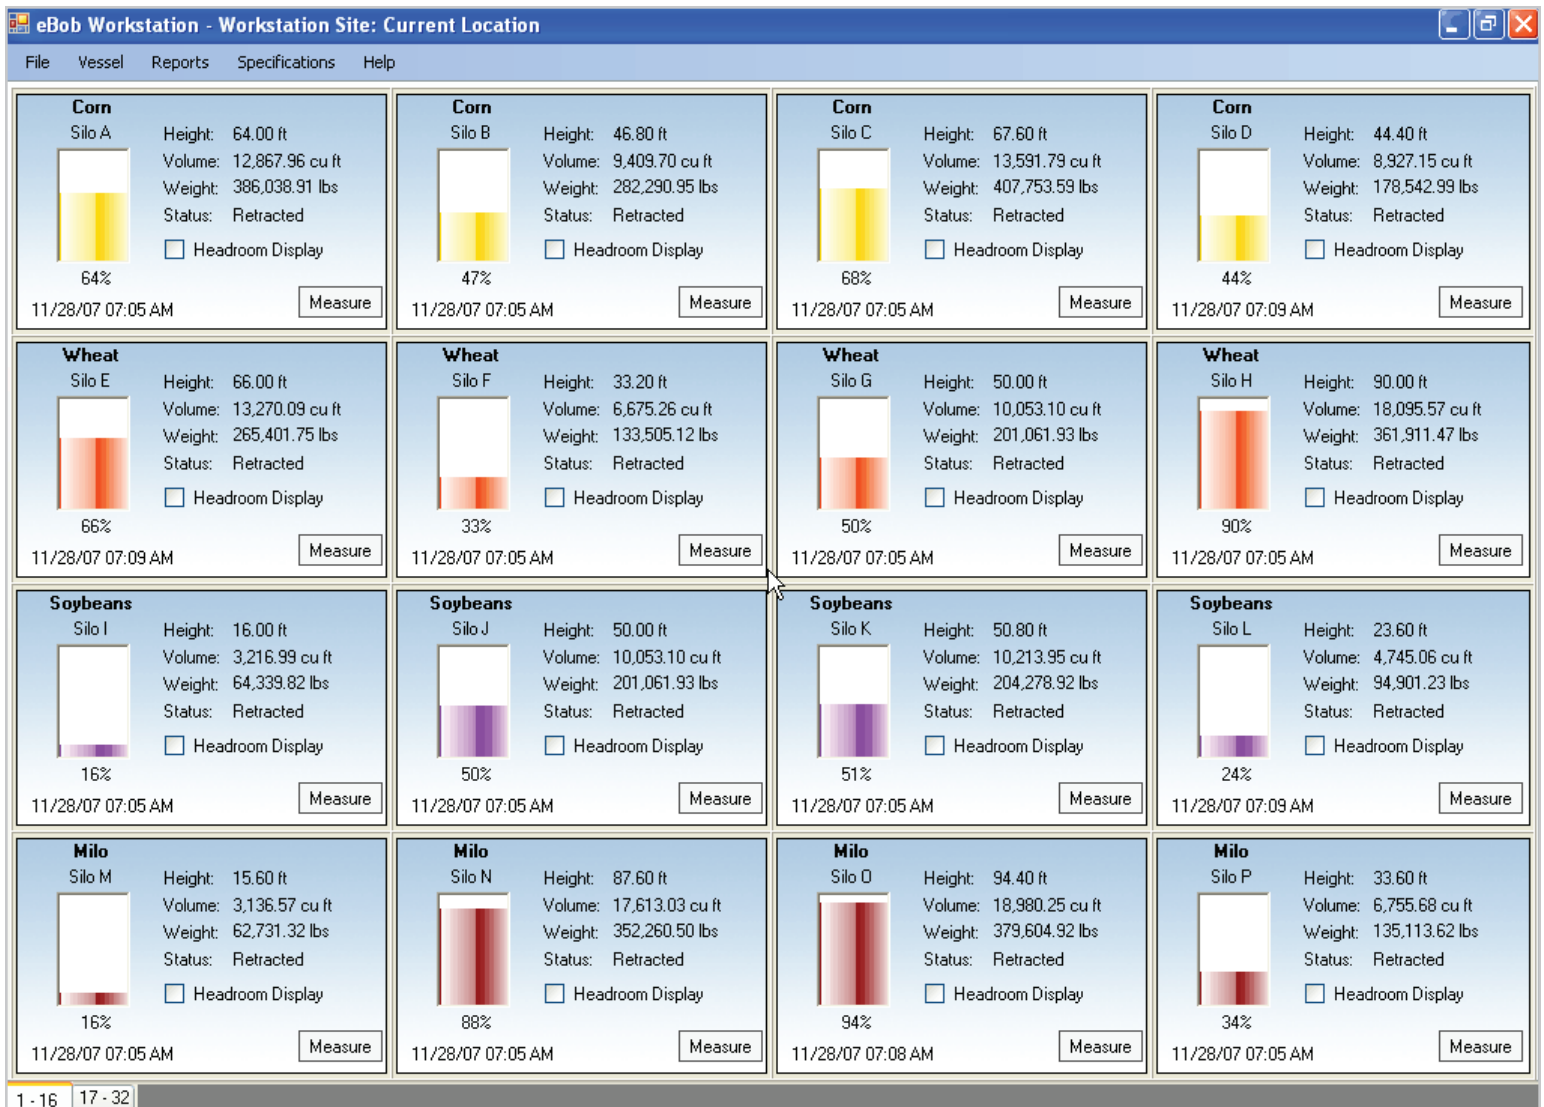 eBob Workstation - Workstation Site: Current Location
File Vessel Reports Specifications Help
Corn
Silo A
Height: 64.00 ft
Volume: 12,867.96 cu ft
Weight: 386,038.91 lbs
Status: Retracted
Headroom Display
64%
Measure
11/28/07 07:05 AM
Corn
Silo B
Height: 46.80 ft
Volume: 9,409.70 cu ft
Weight: 282,290.95 lbs
Status: Retracted
Headroom Display
47%
Measure
11/28/07 07:05 AM
Corn
Silo C
Height: 67.60 ft
Volume: 13,591.79 cu ft
Weight: 407,753.59 lbs
Status: Retracted
Headroom Display
68%
Measure
11/28/07 07:05 AM
Corn
Silo D
Height: 44.40 ft
Volume: 8,927.15 cu ft
Weight: 178,542.99 lbs
Status: Retracted
Headroom Display
44%
Measure
11/28/07 07:09 AM
Wheat
Silo E
Height: 66.00 ft
Volume: 13,270.09 cu ft
Weight: 265,401.75 lbs
Status: Retracted
Headroom Display
66%
Measure
11/28/07 07:09 AM
Wheat
Silo F
Height: 33.20 ft
Volume: 6,675.26 cu ft
Weight: 133,505.12 lbs
Status: Retracted
Headroom Display
33%
Measure
11/28/07 07:05 AM
Wheat
Silo G
Height: 50.00 ft
Volume: 10,053.10 cu ft
Weight: 201,061.93 lbs
Status: Retracted
Headroom Display
50%
Measure
11/28/07 07:05 AM
Wheat
Silo H
Height: 90.00 ft
Volume: 18,095.57 cu ft
Weight: 361,911.47 lbs
Status: Retracted
Headroom Display
90%
Measure
11/28/07 07:05 AM
Soybeans
Silo I
Height: 16.00 ft
Volume: 3,216.99 cu ft
Weight: 64,339.82 lbs
Status: Retracted
Headroom Display
16%
Measure
11/28/07 07:05 AM
Soybeans
Silo J
Height: 50.00 ft
Volume: 10,053.10 cu ft
Weight: 201,061.93 lbs
Status: Retracted
Headroom Display
50%
Measure
11/28/07 07:05 AM
Soybeans
Silo K
Height: 50.80 ft
Volume: 10,213.95 cu ft
Weight: 204,278.92 lbs
Status: Retracted
Headroom Display
51%
Measure
11/28/07 07:05 AM
Soybeans
Silo L
Height: 23.60 ft
Volume: 4,745.06 cu ft
Weight: 94,901.23 lbs
Status: Retracted
Headroom Display
24%
Measure
11/28/07 07:09 AM
Milo
Silo M
Height: 15.60 ft
Volume: 3,136.57 cu ft
Weight: 62,731.32 lbs
Status: Retracted
Headroom Display
16%
Measure
11/28/07 07:05 AM
Milo
Silo N
Height: 87.60 ft
Volume: 17,613.03 cu ft
Weight: 352,260.50 lbs
Status: Retracted
Headroom Display
88%
Measure
11/28/07 07:05 AM
Milo
Silo O
Height: 94.40 ft
Volume: 18,980.25 cu ft
Weight: 379,604.92 lbs
Status: Retracted
Headroom Display
94%
Measure
11/28/07 07:08 AM
Milo
Silo P
Height: 33.60 ft
Volume: 6,755.68 cu ft
Weight: 135,113.62 lbs
Status: Retracted
Headroom Display
34%
Measure
11/28/07 07:05 AM
1 - 16 17 - 32